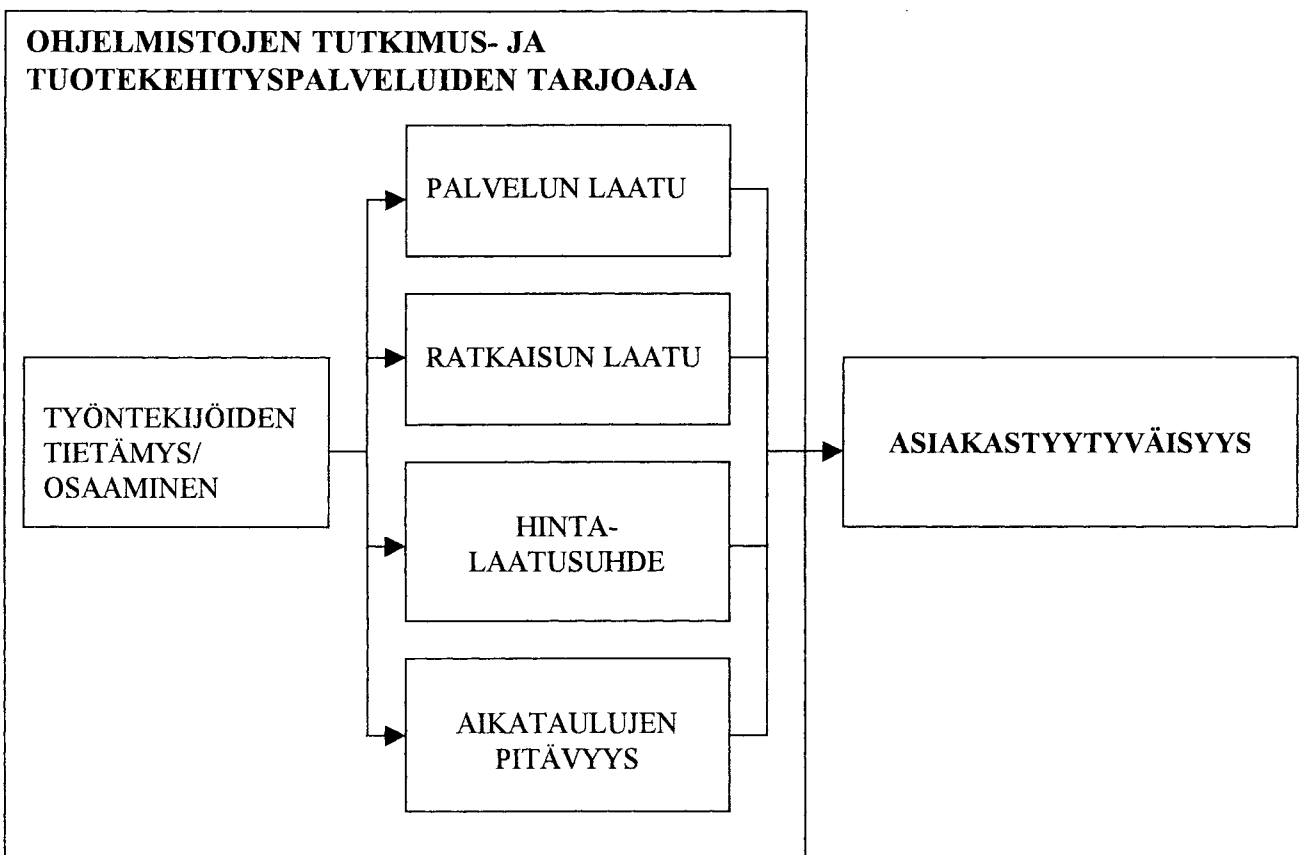 OHJELMISTOJEN TUTKIMUS- JA
TUOTEKEHITYSPALVELUIDEN TARJOAJA
PALVELUN LAATU
RATKAISUN LAATU
TYÖNTEKIJÖIDEN
TIETÄMYS/
OSAAMINEN
HINTA-
LAATUSUHDE
AIKATAULUJEN
PITÄVYYS
ASIAKASTYYTYVÄISYYS